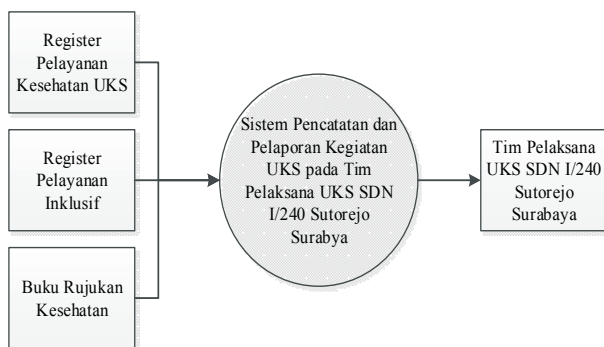 Register
Pelayanan
Kesehatan UKS
Register
Pelayanan
Inklusif
Buku Rujukan
Kesehatan
Sistem Pencatatan dan
Pelaporan Kegiatan
UKS pada Tim
Pelaksana UKS SDN
I/240 Sutorejo
Surabya
Tim Pelaksana
UKS SDN I/240
Sutorejo
Surabaya